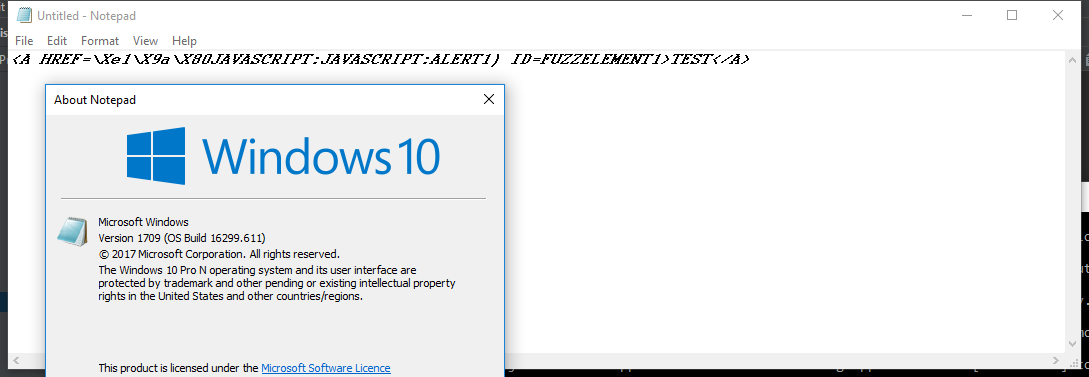 Untitled - Notepad
File Edit Format View Help
<A HREF=\Xe1\X9a\X80JAVASCRIPT:JAVASCRIPT:ALERT1) ID=FUZZELEMENT1>TEST</A>
About Notepad
Windows 10
Microsoft Windows
Version 1709 (OS Build 16299.611)
© 2017 Microsoft Corporation. All rights reserved.
The Windows 10 Pro N operating system and its user interface are
protected by trademark and other pending or existing intellectual property
rights in the United States and other countries/regions.
This product is licensed under the Microsoft Software Licence